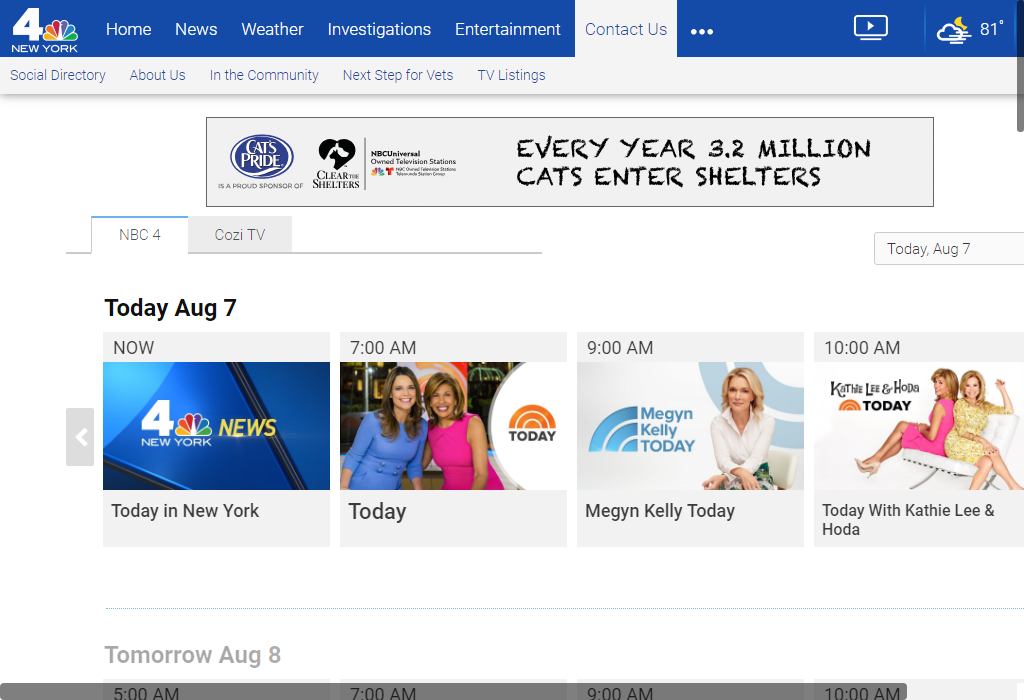 4
NEW YORK
Home
News
Weather
Investigations
Entertainment
Contact Us
81°
Social Directory
About Us
In the Community
Next Step for Vets
TV Listings
CAT'S
PRIDE
IS A PROUD SPONSOR OF
CLEAR THE
SHELTERS
NBCUniversal
Owned Television Stations
NBC Owned Television Stations
Telemundo Station Group
EVERY YEAR 3.2 MILLION
CATS ENTER SHELTERS
NBC 4
Cozi TV
Today, Aug 7
Today Aug 7
NOW
7:00 AM
9:00 AM
10:00 AM
4 NEWS
NEW YORK
TODAY
Megyn
Kelly
TODAY
KATHIE LEE & HODA
TODAY
Today in New York
Today
Megyn Kelly Today
Today With Kathie Lee &
Hoda
Tomorrow Aug 8
5:00 AM
7:00 AM
9:00 AM
10:00 AM